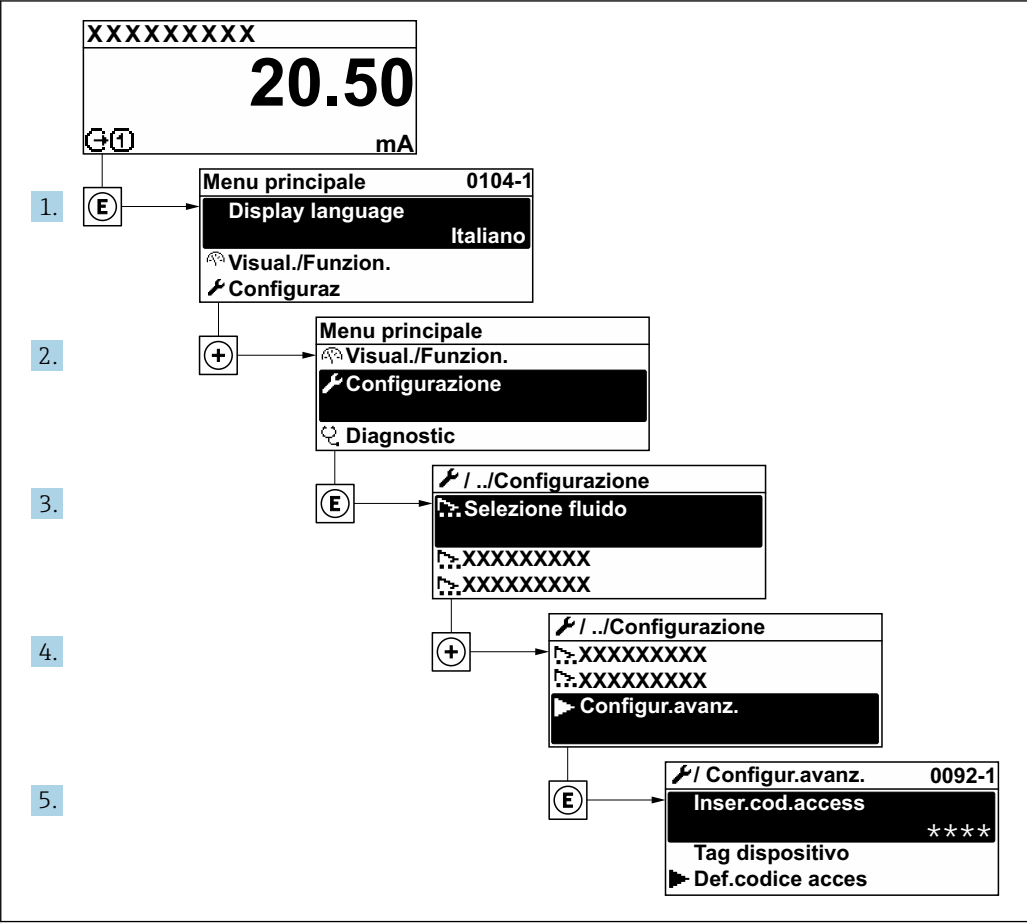 XXXXXXXXX
20.50
1
mA
1.
E
Menu principale 0104-1
Display language
Italiano
Visual./Funzion.
Configuraz
2.
+
Menu principale
Visual./Funzion.
Configurazione
Diagnostic
3.
E
/ ../Configurazione
Selezione fluido
XXXXXXXXX
XXXXXXXXX
4.
+
/ ../Configurazione
XXXXXXXXX
XXXXXXXXX
Configur.avanz.
5.
E
/ Configur.avanz. 0092-1
Inser.cod.access
****
Tag dispositivo
Def.codice acces